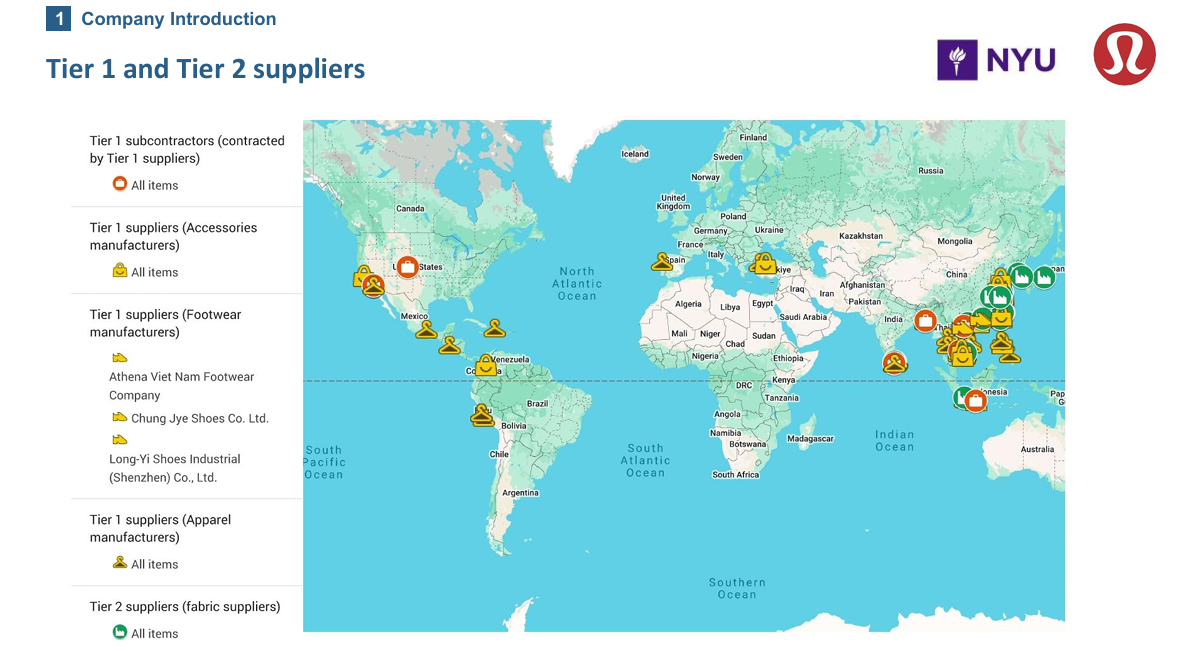 1 Company Introduction
Tier 1 and Tier 2 suppliers
NYU
Tier 1 subcontractors (contracted
by Tier 1 suppliers)
All items
Tier 1 suppliers (Accessories
manufacturers)
All items
Tier 1 suppliers (Footwear
manufacturers)
Athena Viet Nam Footwear
Company
Chung Jye Shoes Co. Ltd.
Long-Yi Shoes Industrial
(Shenzhen) Co., Ltd.
Tier 1 suppliers (Apparel
manufacturers)
All items
Tier 2 suppliers (fabric suppliers)
All items
Iceland
Finland
Sweden
Norway
Russia
Canada
United
Kingdom
Poland
Germany
Ukraine
France
Kazakhstan
Mongolia
Italy
Spain
kiye
States
North
Atlantic
Ocean
China
pan
Afghanistan
Iraq
Iran
Pakistan
Algeria
Libya
Egypt
Saudi Arabia
Mexico
India
Mali
Niger
Sudan
Chad
Venezuela
Nigeria
Ethiopia
DRC
Kenya
Brazil
Tanzania
onesia
Pap
Angola
Bolivia
Namibia
Botswana
Madagascar
Indian
Ocean
South
Pacific
Ocean
Chile
South
Atlantic
Ocean
Australia
South Africa
Argentina
Southern
Ocean